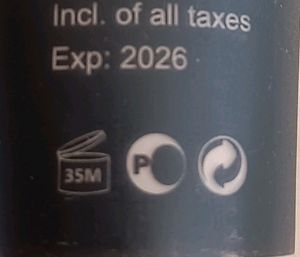 Incl. of all taxes
Exp: 2026
35M P